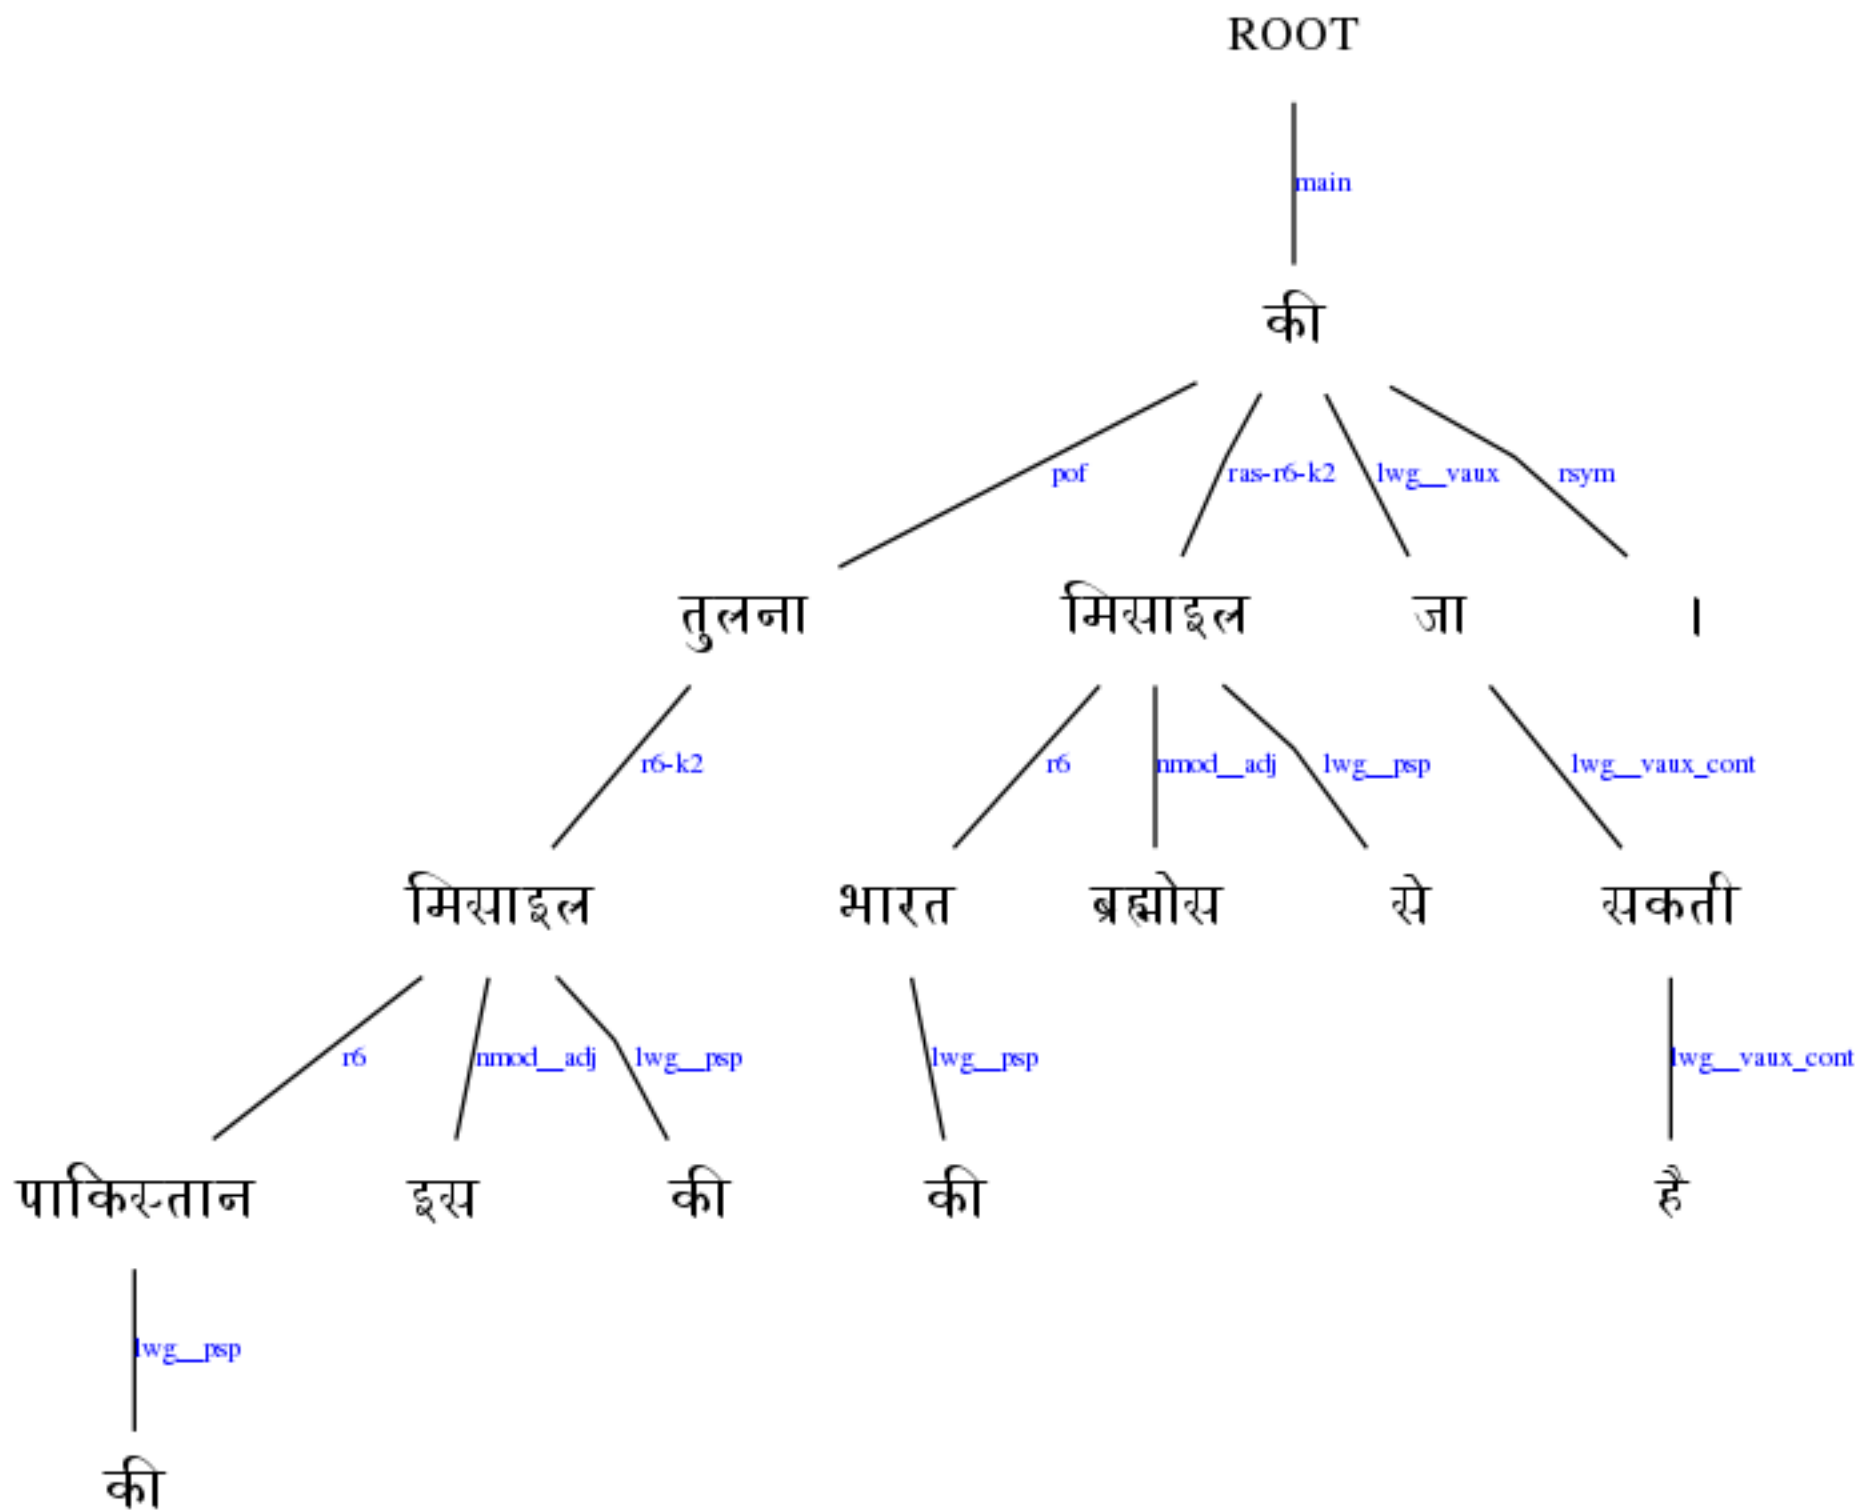 ROOT
main
की
pof ras-r6-k2 lwg__vaux rsym
तुलना मिसाइल जा ।
r6-k2 r6 nmod__adj lwg__psp lwg__vaux_cont
मिसाइल भारत ब्रह्मोस से सकती
r6 nmod__adj lwg__psp lwg__psp lwg__vaux_cont
पाकिस्तान इस की की है
lwg__psp
की